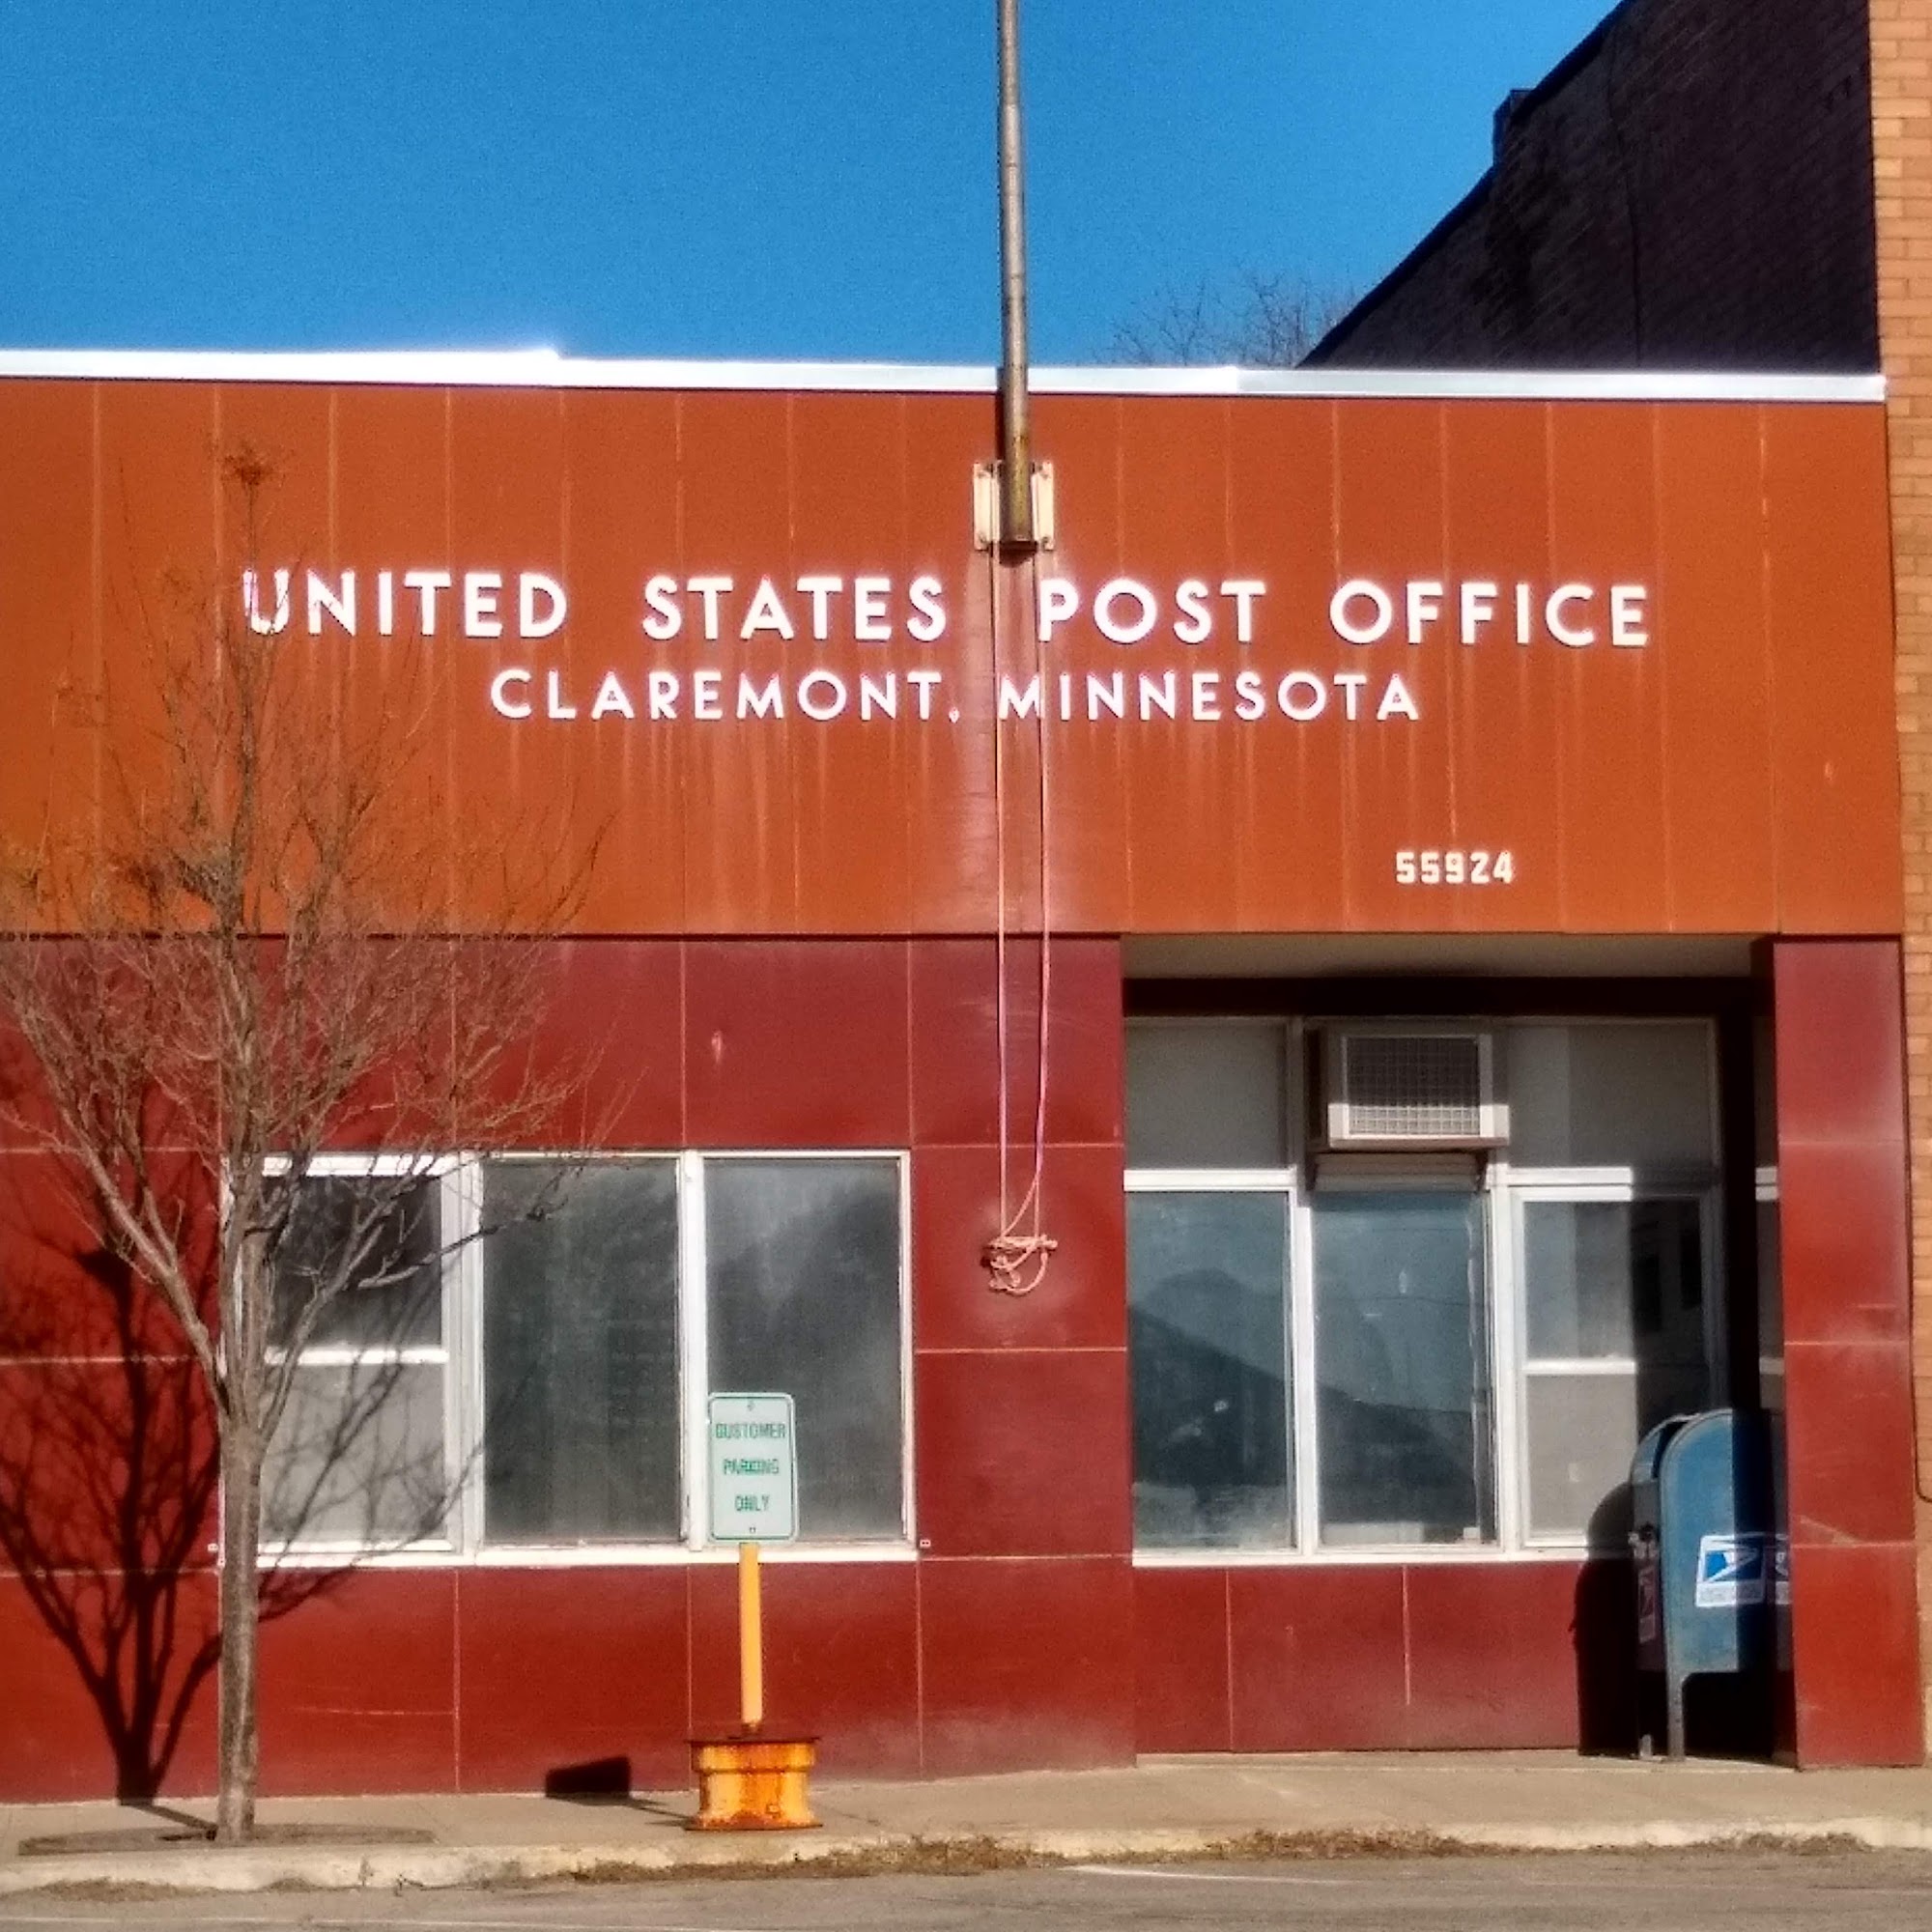 UNITED STATES POST OFFICE
CLAREMONT, MINNESOTA
55924
CUSTOMER
PARKING
ONLY